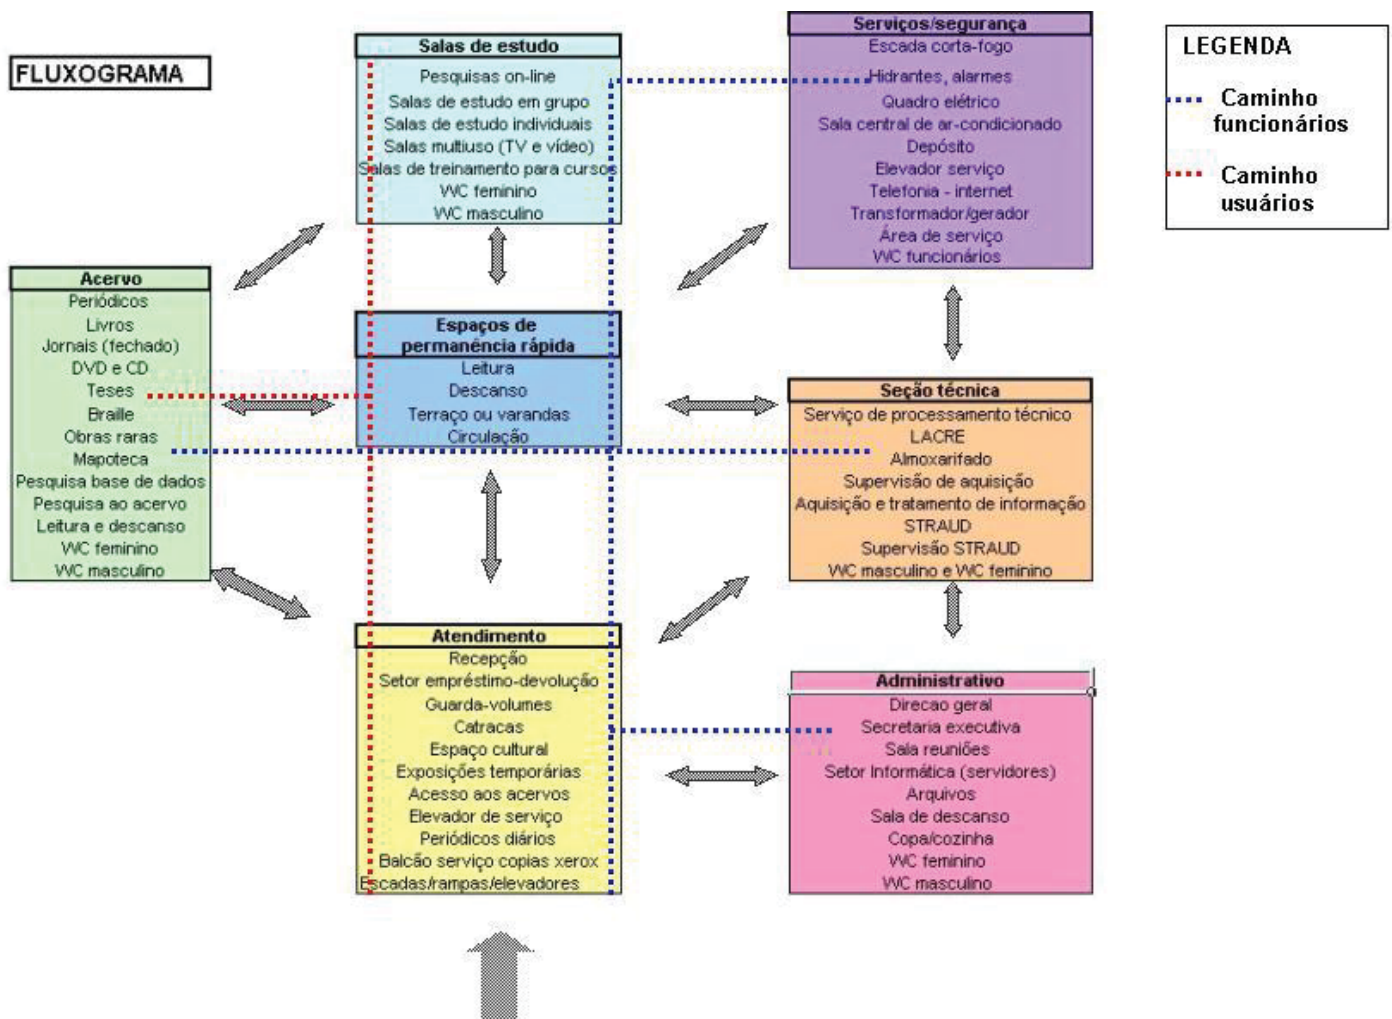 FLUXOGRAMA
Salas de estudo
Pesquisas on-line
Salas de estudo em grupo
Salas de estudo individuais
Salas multiuso (TV e vídeo)
Salas de treinamento para cursos
WC feminino
WC masculino
Serviços/segurança
Escada corta-fogo
Hidrantes, alarmes
Quadro elétrico
Sala central de ar-condicionado
Depósito
Elevador serviço
Telefonia - internet
Transformador/gerador
Área de serviço
WC funcionários
LEGENDA
Caminho
funcionários
Caminho
usuários
Acervo
Periódicos
Livros
Jornais (fechado)
DVD e CD
Teses
Braille
Obras raras
Mapoteca
Pesquisa base de dados
Pesquisa ao acervo
Leitura e descanso
WC feminino
WC masculino
Espaços de
permanência rápida
Leitura
Descanso
Terraço ou varandas
Circulação
Seção técnica
Serviço de processamento técnico
LACRE
Almoxarifado
Supervisão de aquisição
Aquisição e tratamento de informação
STRAUD
Supervisão STRAUD
WC masculino e WC feminino
Atendimento
Recepção
Setor empréstimo-devolução
Guarda-volumes
Catracas
Espaço cultural
Exposições temporárias
Acesso aos acervos
Elevador de serviço
Periódicos diários
Balcão serviço copias xerox
Escadas/rampas/elevadores
Administrativo
Direcao geral
Secretaria executiva
Sala reuniões
Setor Informática (servidores)
Arquivos
Sala de descanso
Copa/cozinha
WC feminino
WC masculino